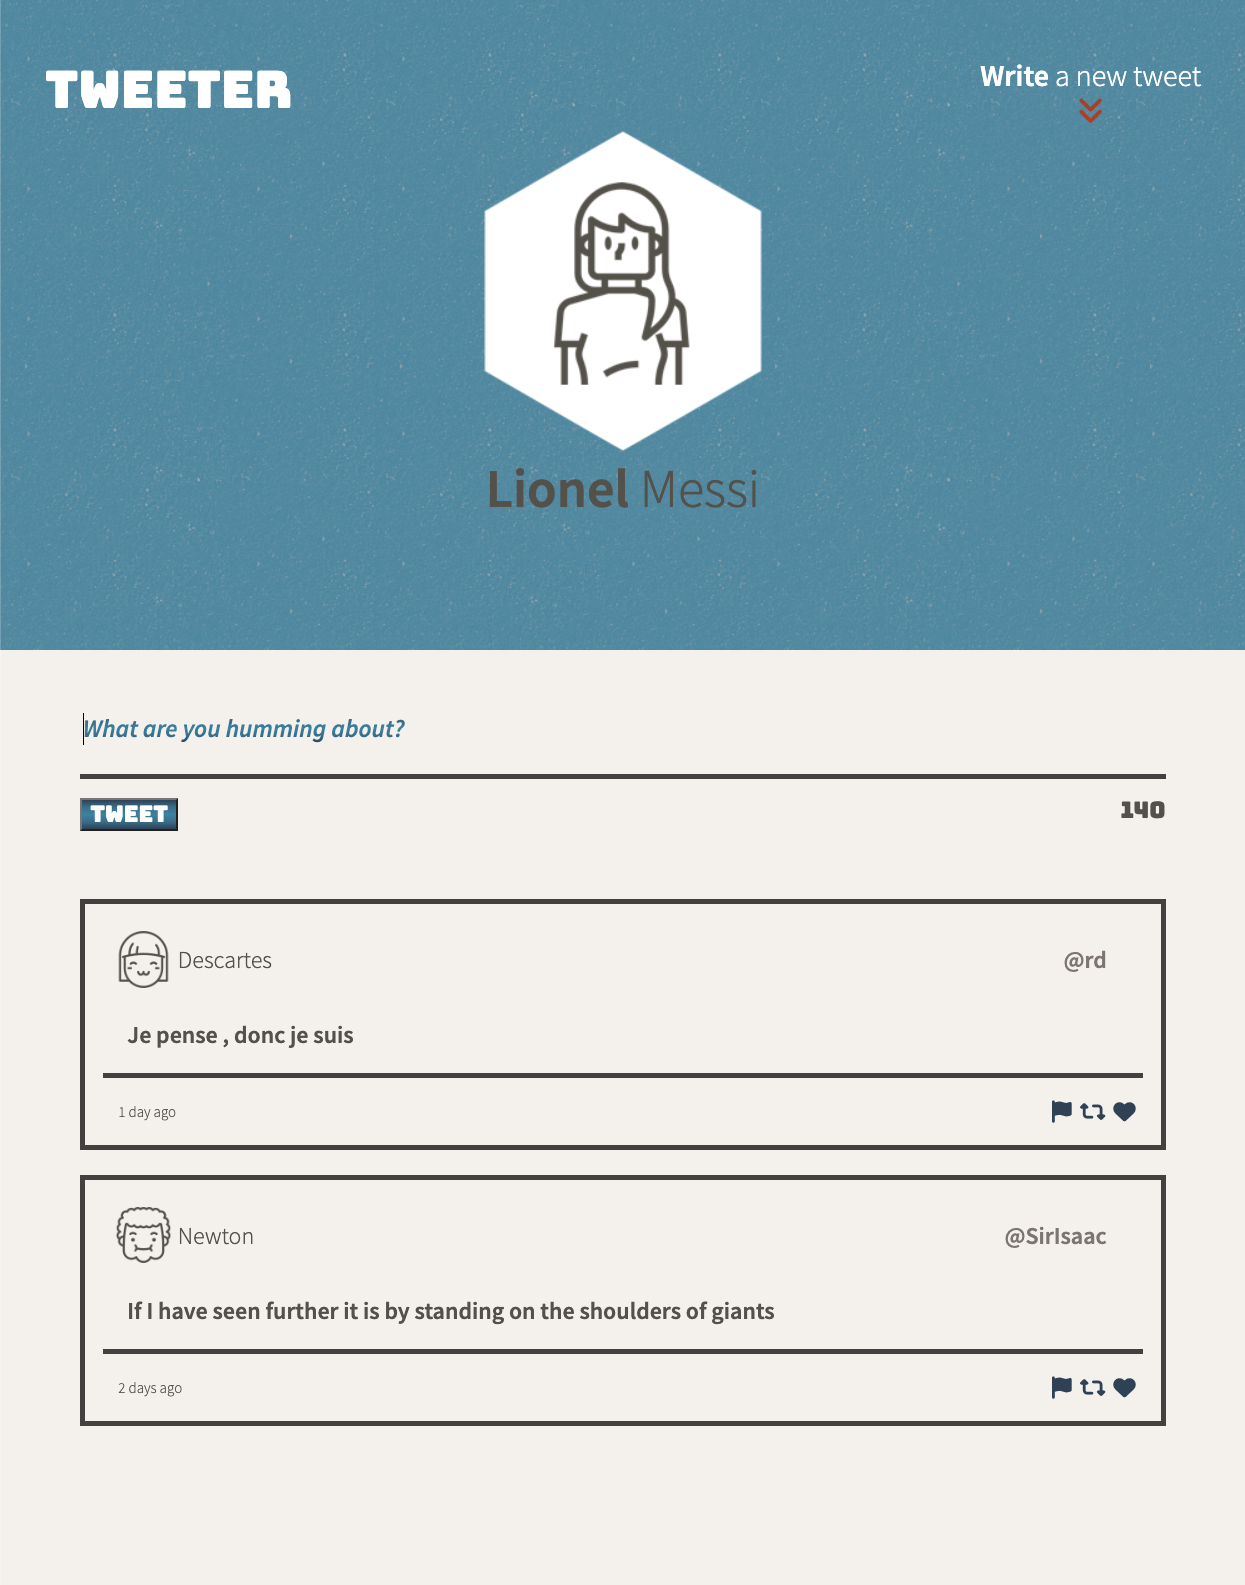 TWEETER
Write a new tweet
Lionel Messi
What are you humming about?
TWEET
140
Descartes
@rd
Je pense , donc je suis
1 day ago
Newton
@SirIsaac
If I have seen further it is by standing on the shoulders of giants
2 days ago